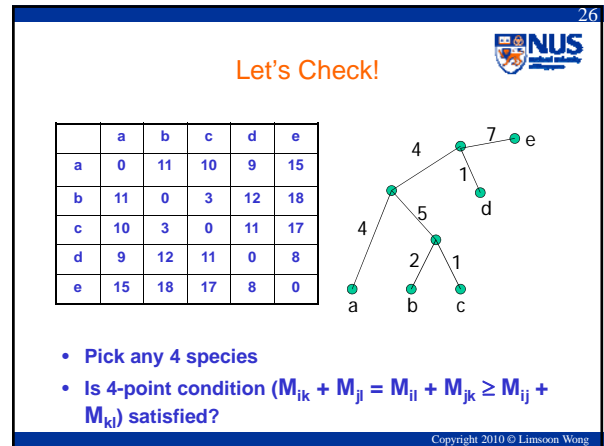 26
NUS
Let's Check!
a b c d e
a 0 11 10 9 15
b 11 0 3 12 18
c 10 3 0 11 17
d 9 12 11 0 8
e 15 18 17 8 0
4 7 e
1
d
4 5
2 1
a b c
• Pick any 4 species
• Is 4-point condition (Mik + Mjl = Mil + Mjk ≥ Mij +
Mkl) satisfied?
Copyright 2010 © Limsoon Wong